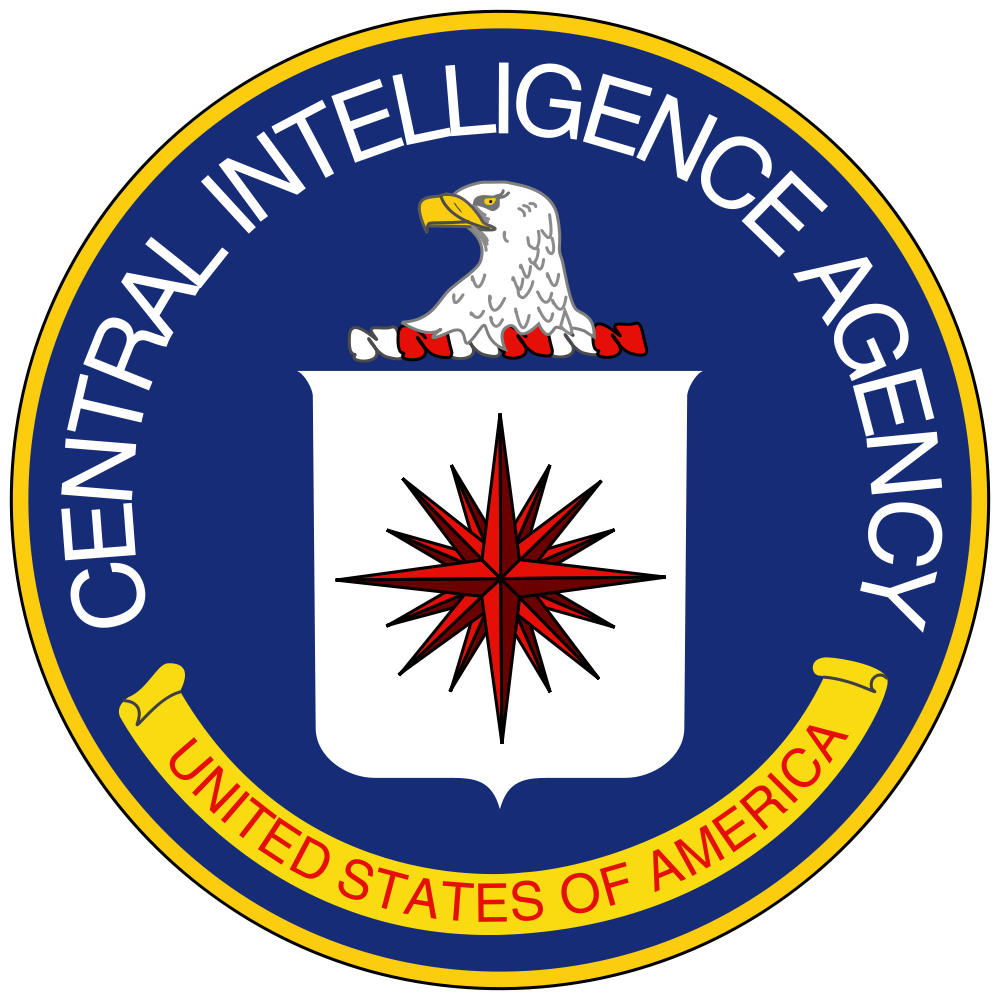 CENTRAL INTELLIGENCE AGENCY
UNITED STATES OF AMERICA